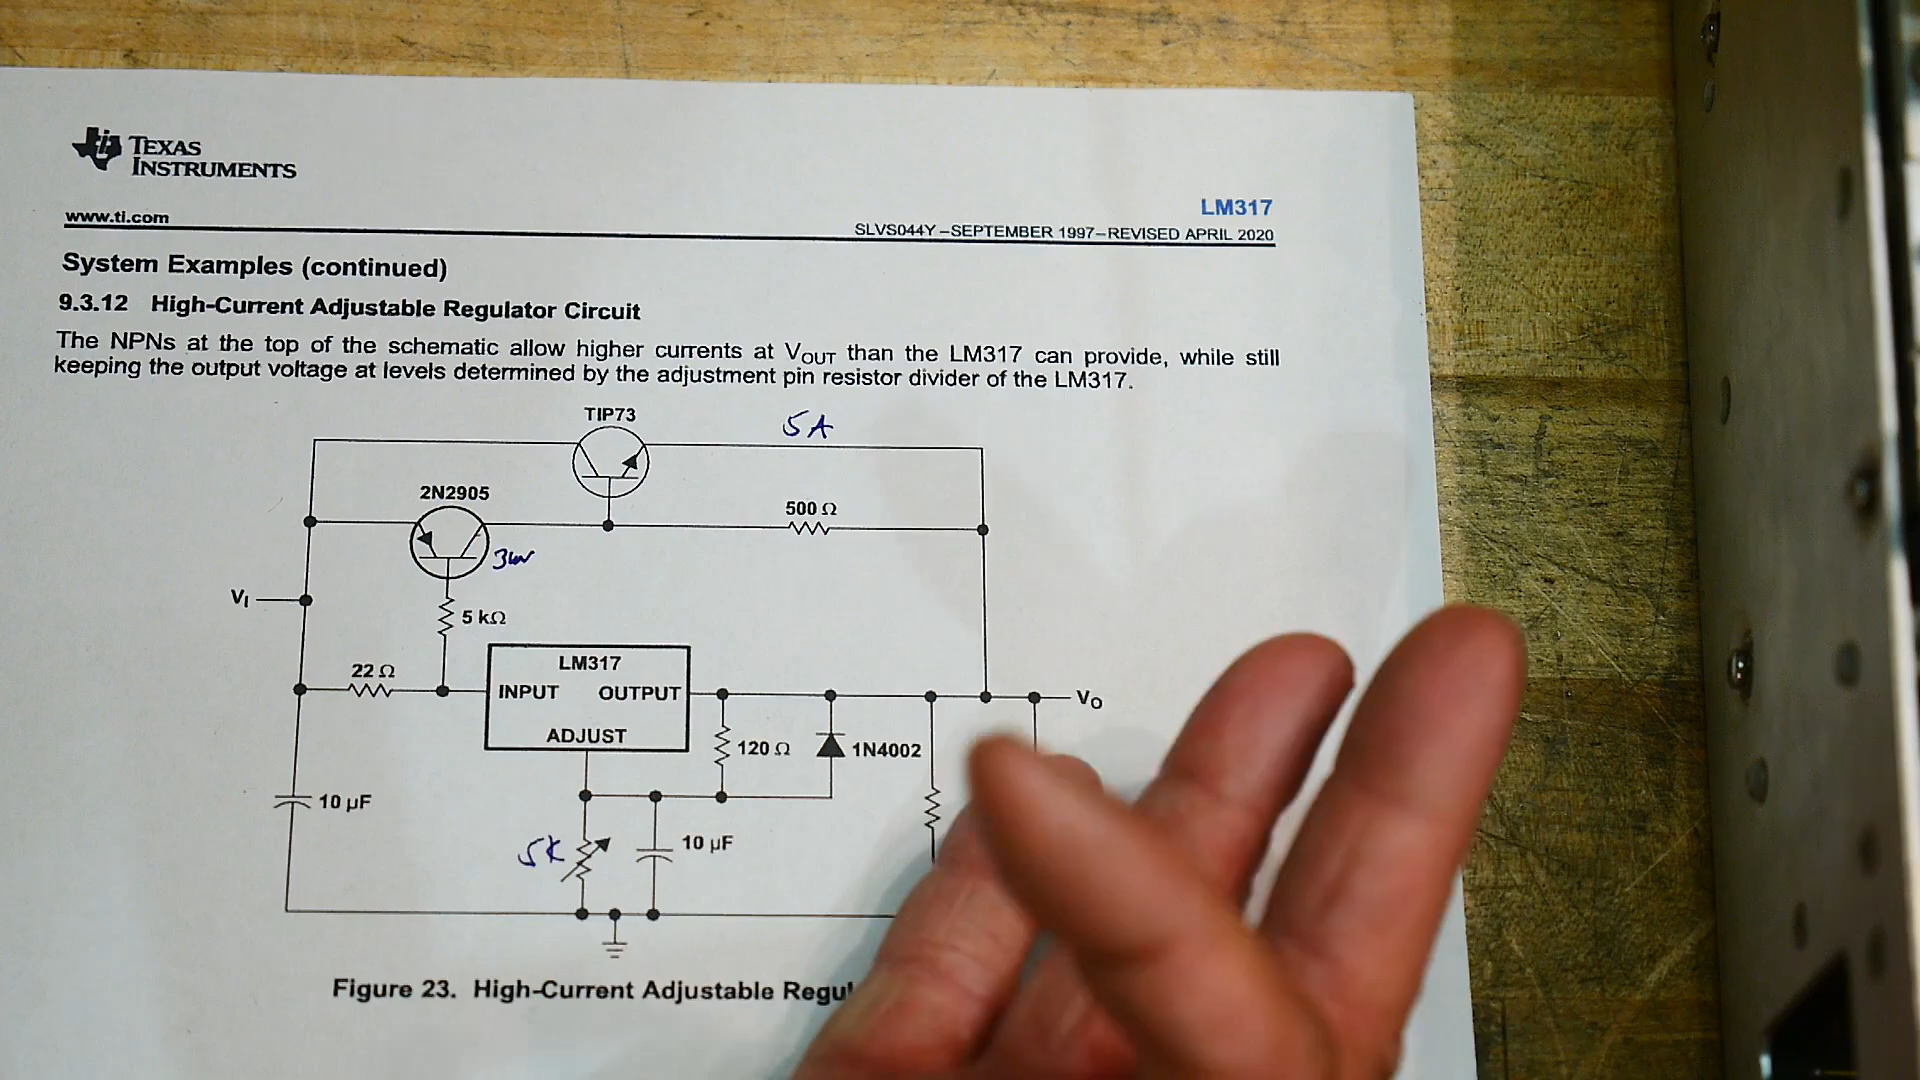 TEXAS
INSTRUMENTS
www.ti.com
LM317
SLVS044Y –SEPTEMBER 1997–REVISED APRIL 2020
System Examples (continued)
9.3.12 High-Current Adjustable Regulator Circuit
The NPNs at the top of the schematic allow higher currents at VOUT than the LM317 can provide, while still
keeping the output voltage at levels determined by the adjustment pin resistor divider of the LM317.
TIP73
5A
2N2905
500 Ω
3W
VI
5 kΩ
22 Ω
LM317
INPUT OUTPUT
ADJUST
VO
120 Ω
1N4002
10 µF
5K
10 µF
Figure 23. High-Current Adjustable Regul